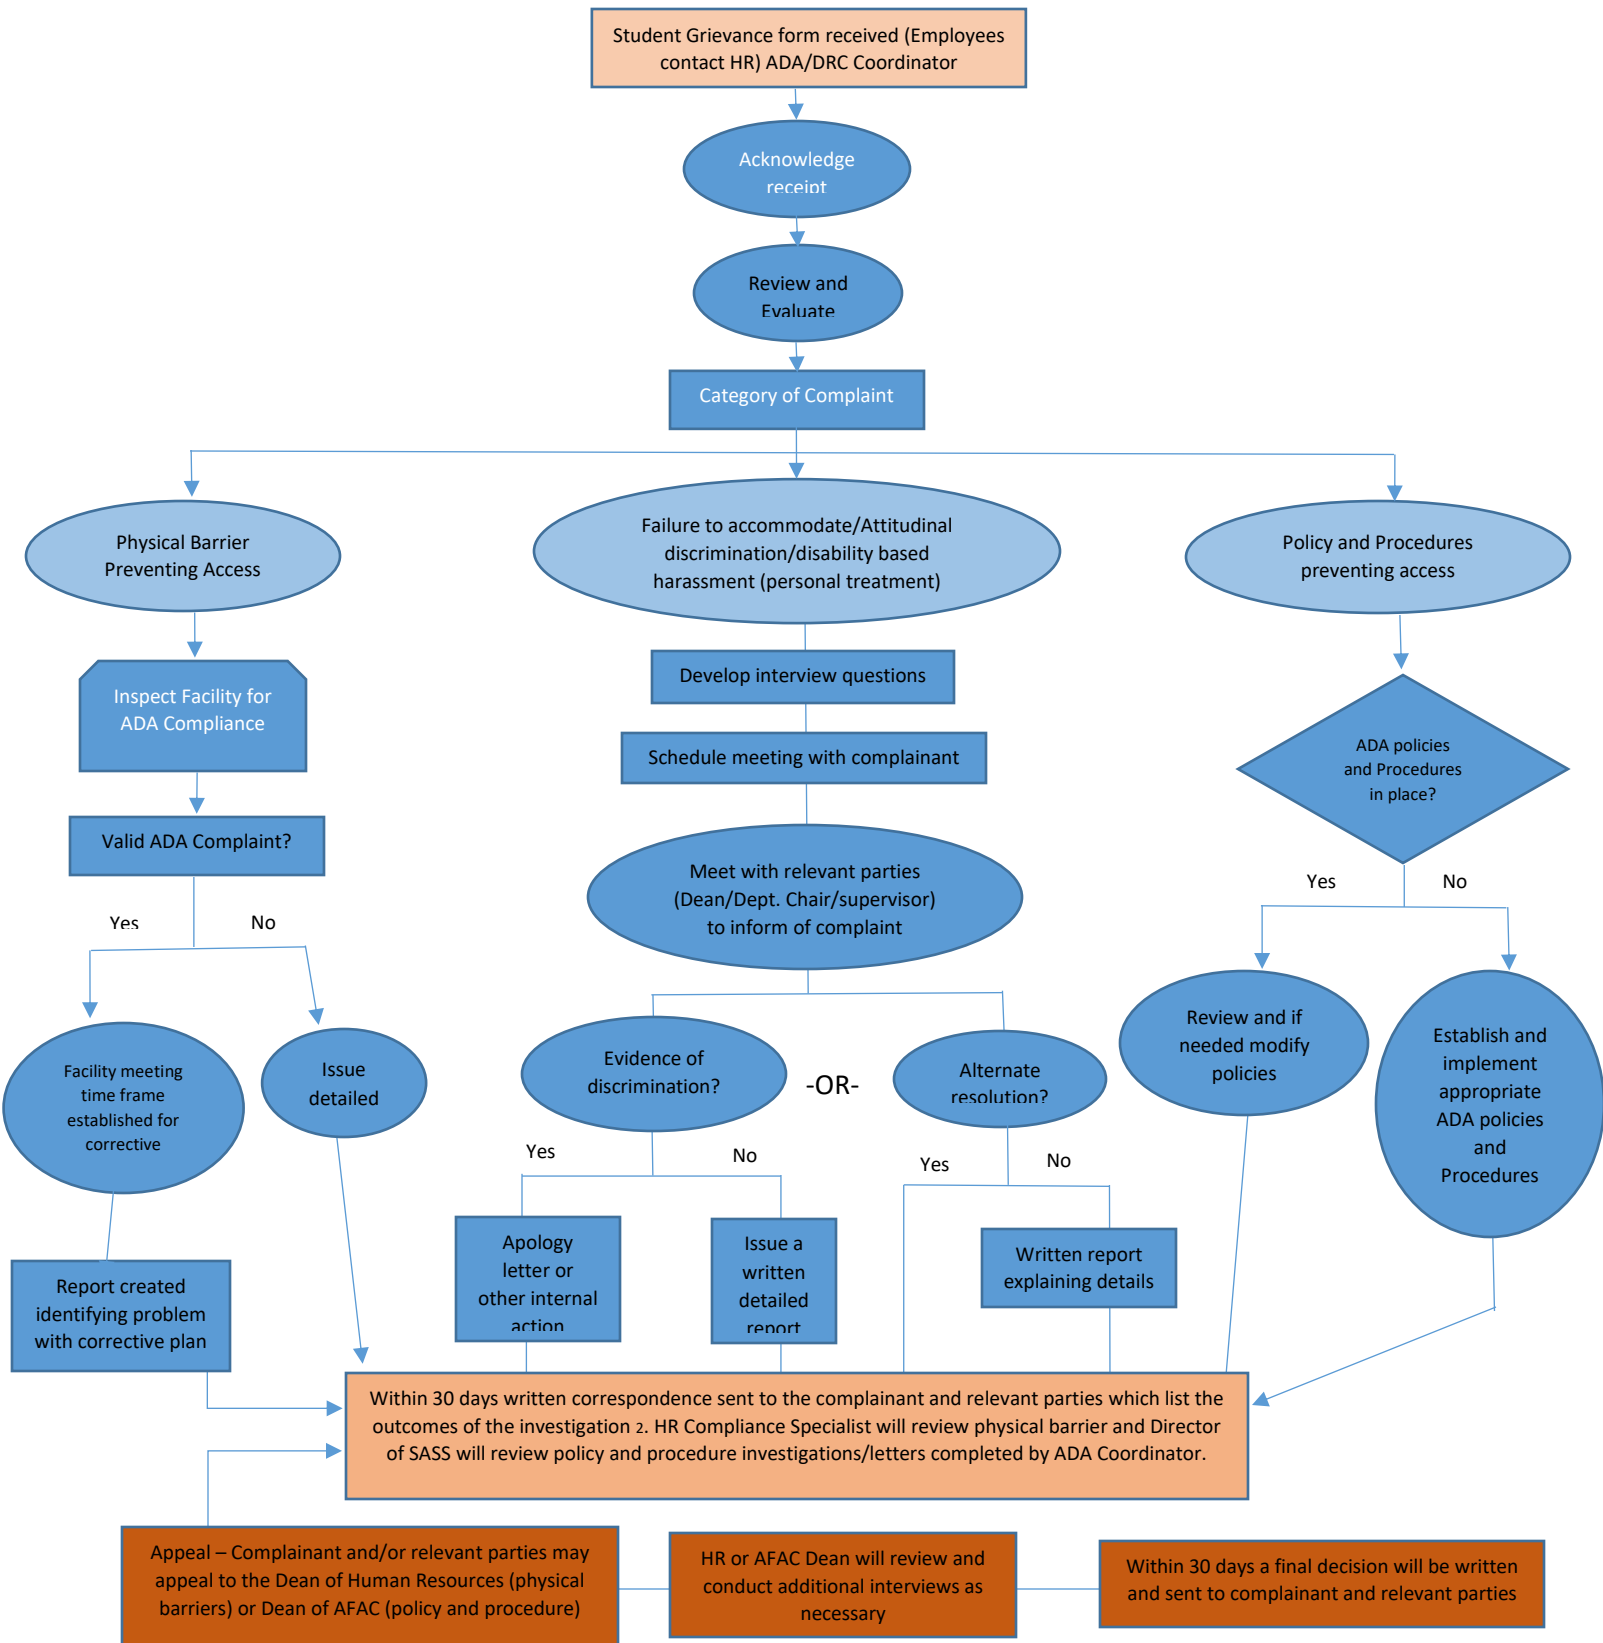 Student Grievance form received (Employees
contact HR) ADA/DRC Coordinator
Acknowledge
receipt
Review and
Evaluate
Category of Complaint
Physical Barrier
Preventing Access
Failure to accommodate/Attitudinal
discrimination/disability based
harassment (personal treatment)
Policy and Procedures
preventing access
Inspect Facility for
ADA Compliance
Develop interview questions
Schedule meeting with complainant
ADA policies
and Procedures
in place?
Valid ADA Complaint?
Meet with relevant parties
(Dean/Dept. Chair/supervisor)
to inform of complaint
Yes
No
Yes
No
Facility meeting
time frame
established for
corrective
Issue
detailed
Evidence of
discrimination?
-OR-
Alternate
resolution?
Review and if
needed modify
policies
Establish and
implement
appropriate
ADA policies
and
Procedures
Yes
No
Yes
No
Report created
identifying problem
with corrective plan
Apology
letter or
other internal
action
Issue a
written
detailed
report
Written report
explaining details
Within 30 days written correspondence sent to the complainant and relevant parties which list the
outcomes of the investigation 2. HR Compliance Specialist will review physical barrier and Director
of SASS will review policy and procedure investigations/letters completed by ADA Coordinator.
Appeal – Complainant and/or relevant parties may
appeal to the Dean of Human Resources (physical
barriers) or Dean of AFAC (policy and procedure)
HR or AFAC Dean will review and
conduct additional interviews as
necessary
Within 30 days a final decision will be written
and sent to complainant and relevant parties